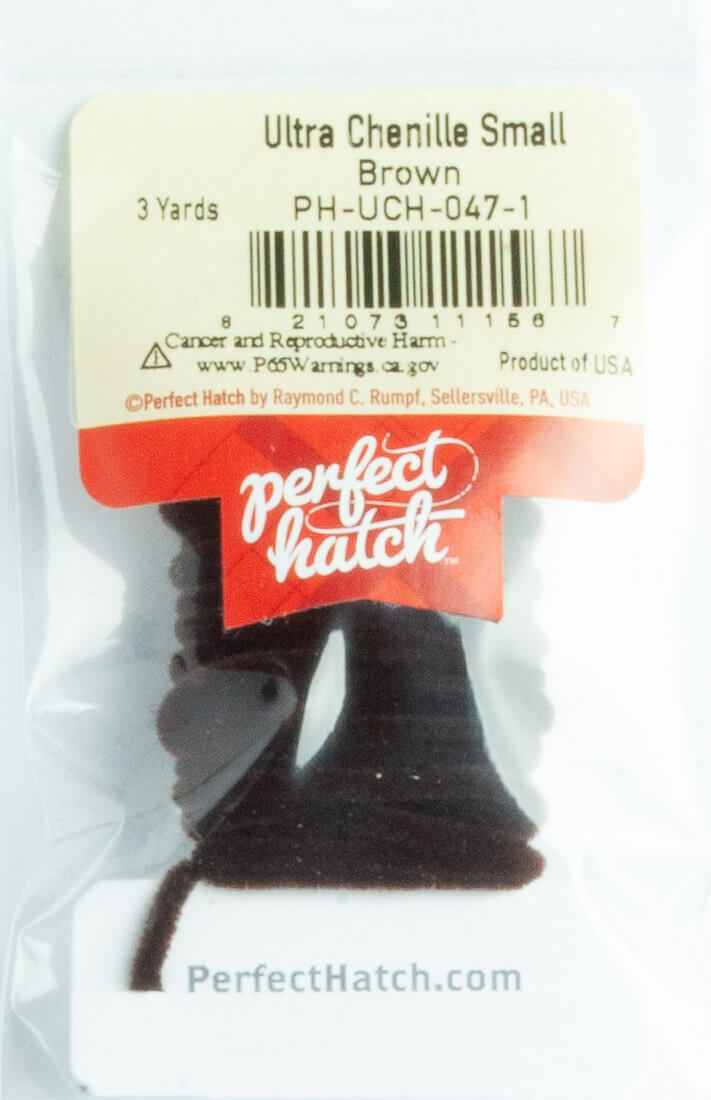 Ultra Chenille Small
Brown
3 Yards PH-UCH-047-1
8 21073 11156 7
⚠ Cancer and Reproductive Harm -
www.P65Warnings.ca.gov Product of USA
©Perfect Hatch by Raymond C. Rumpf, Sellersville, PA, USA
perfect
hatch™
PerfectHatch.com